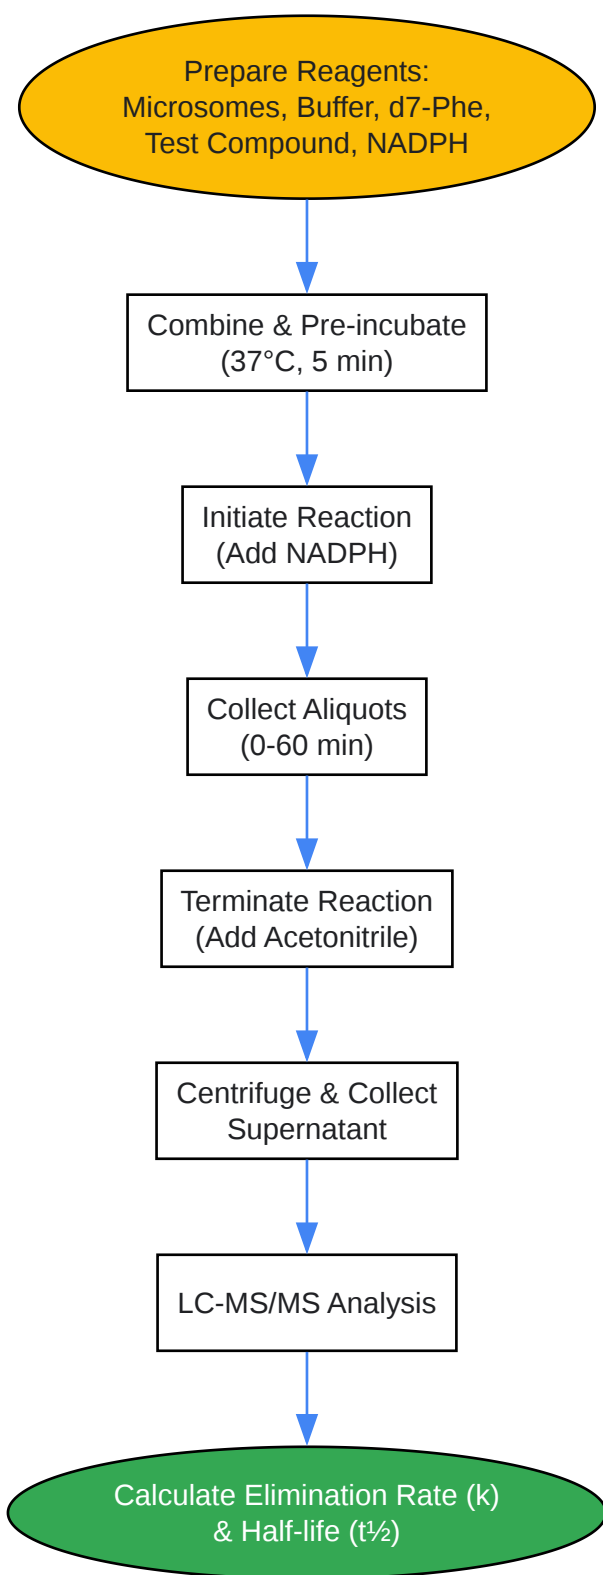 Prepare Reagents:
Microsomes, Buffer, d7-Phe,
Test Compound, NADPH
Combine & Pre-incubate
(37°C, 5 min)
Initiate Reaction
(Add NADPH)
Collect Aliquots
(0-60 min)
Terminate Reaction
(Add Acetonitrile)
Centrifuge & Collect
Supernatant
LC-MS/MS Analysis
Calculate Elimination Rate (k)
& Half-life (t½)